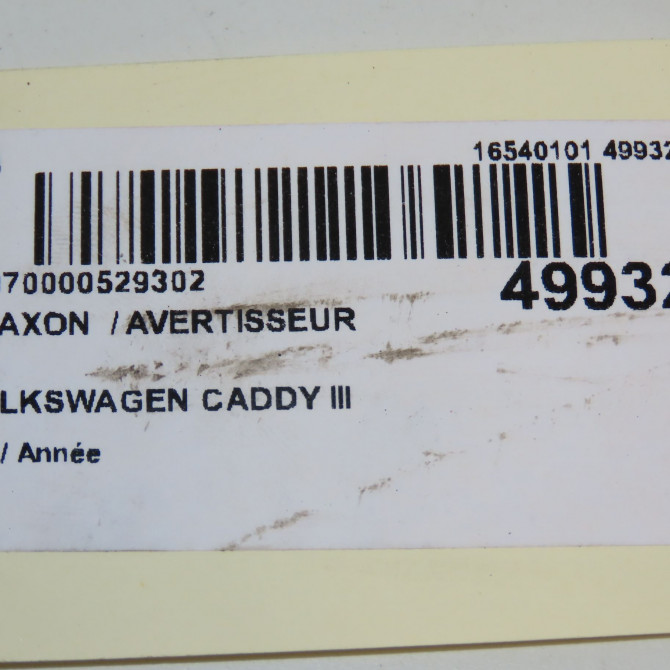 16540101 49932
70000529302
49932
AXON / AVERTISSEUR
LKSWAGEN CADDY III
/ Année